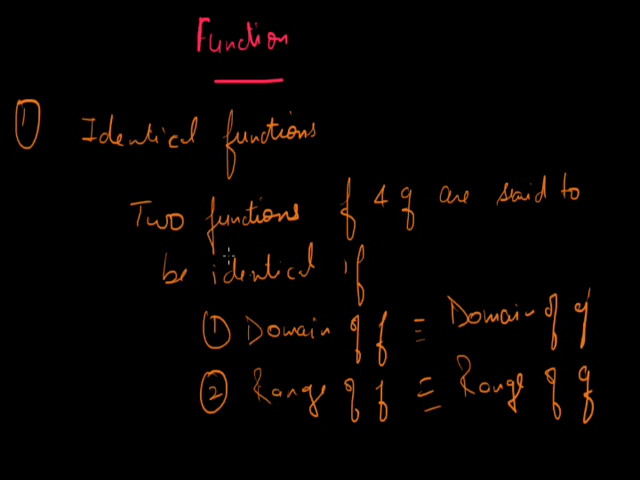 Function
① Identical functions
Two functions f & g are said to
be identical if
① Domain of f ≡ Domain of g
② Range of f ≡ Range of g